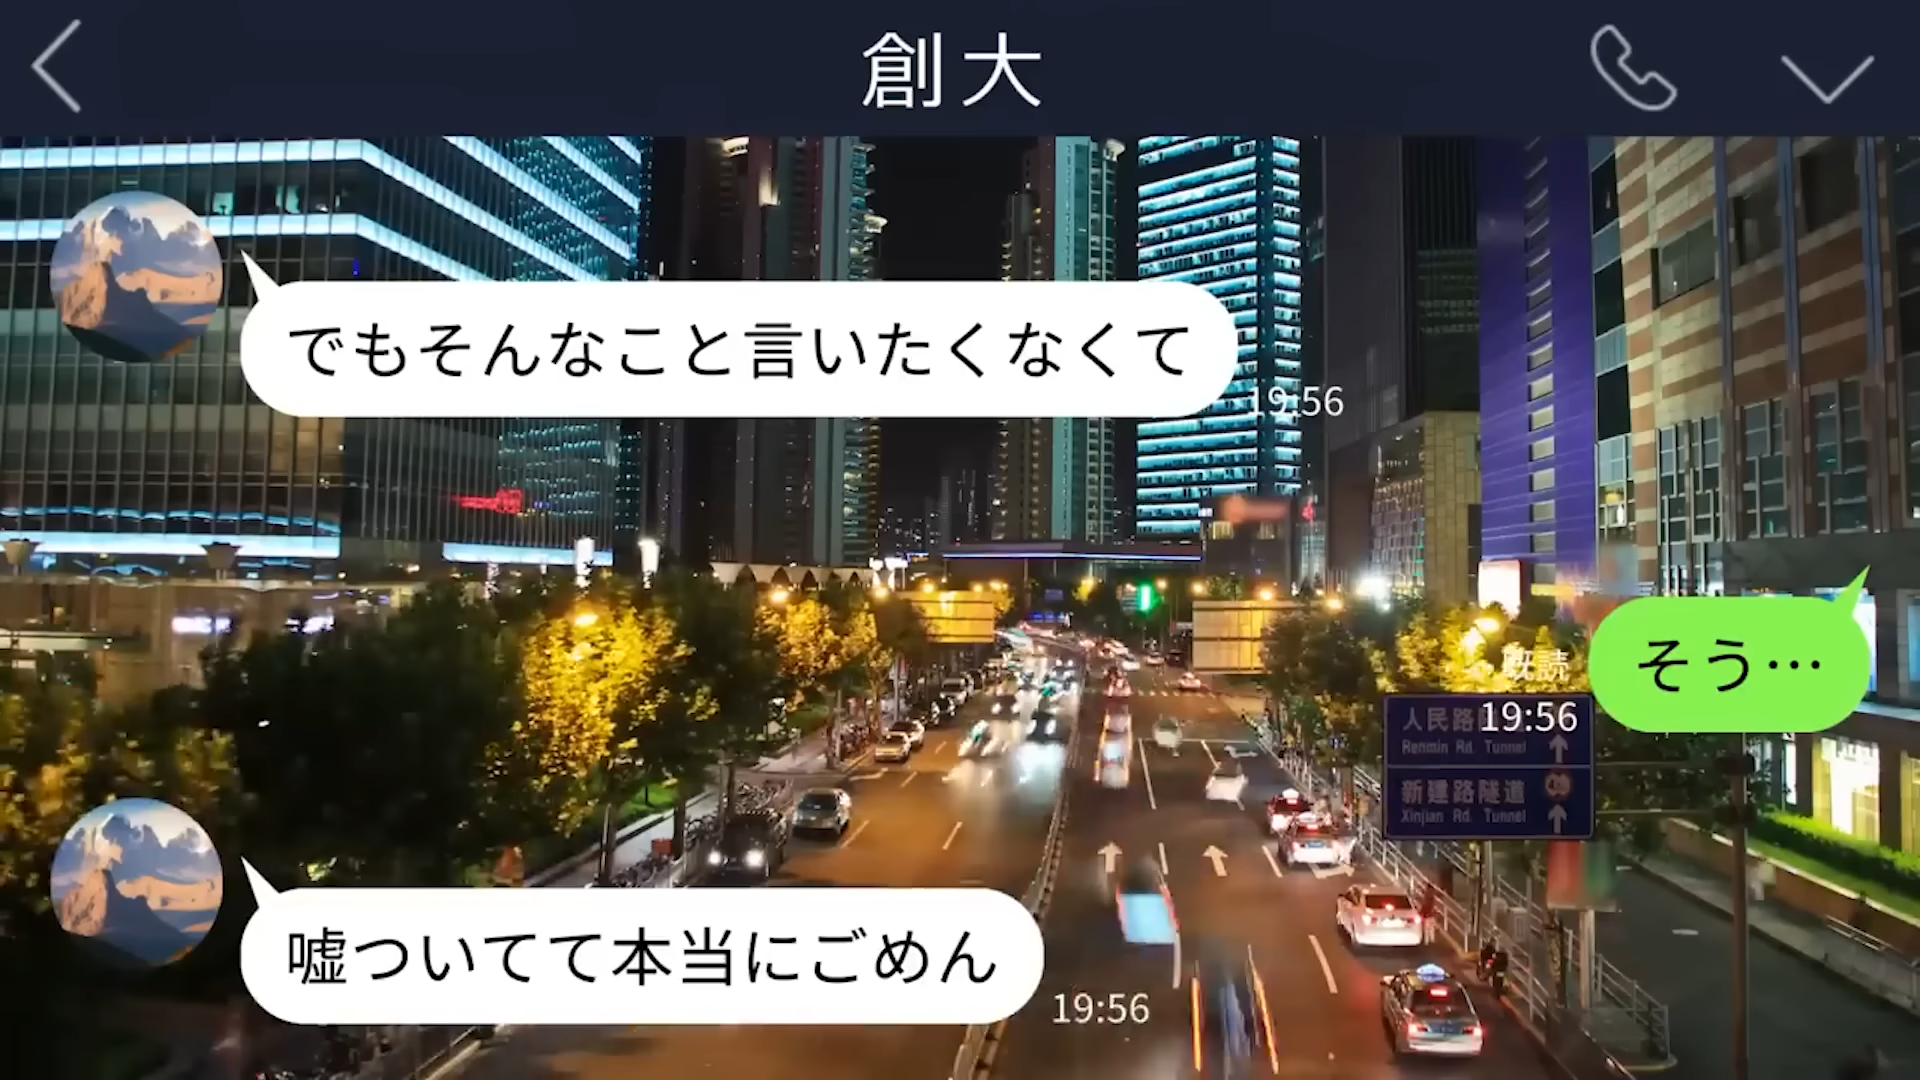 創大
でもそんなこと言いたくなくて
19:56
そう…
既読
19:56
人民路
Renmin Rd. Tunnel
新建路隧道
Xinjian Rd. Tunnel
嘘ついてて本当にごめん
19:56